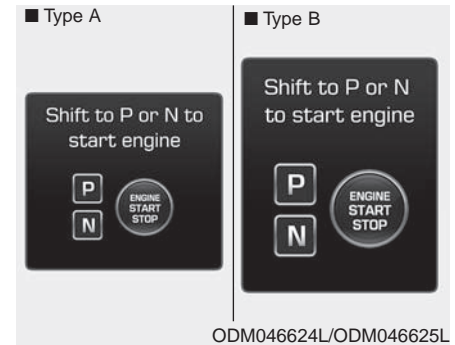 ■ Type A
Shift to P or N to
start engine
P
N
ENGINE
START
STOP
■ Type B
Shift to P or N
to start engine
P
N
ENGINE
START
STOP
ODM046624L/ODM046625L